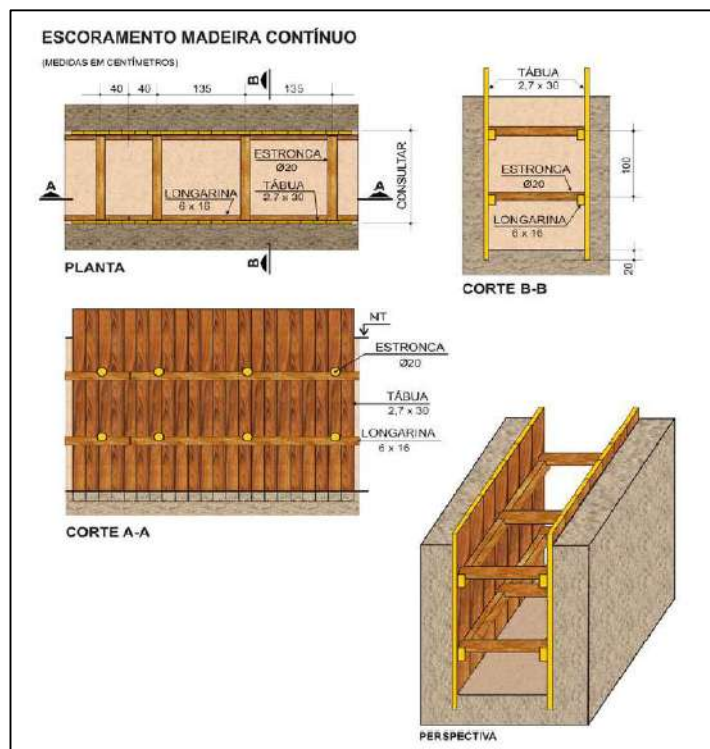 ESCORAMENTO MADEIRA CONTÍNUO
(MEDIDAS EM CENTÍMETROS)
40
40
135
B
135
A
A
ESTRONCA
Ø20
LONGARINA
6 x 16
TÁBUA
2,7 x 30
CONSULTAR
B
PLANTA
TÁBUA
2,7 x 30
ESTRONCA
Ø20
LONGARINA
6 x 16
100
20
CORTE B-B
NT
ESTRONCA
Ø20
TÁBUA
2,7 x 30
LONGARINA
6 x 16
CORTE A-A
PERSPECTIVA